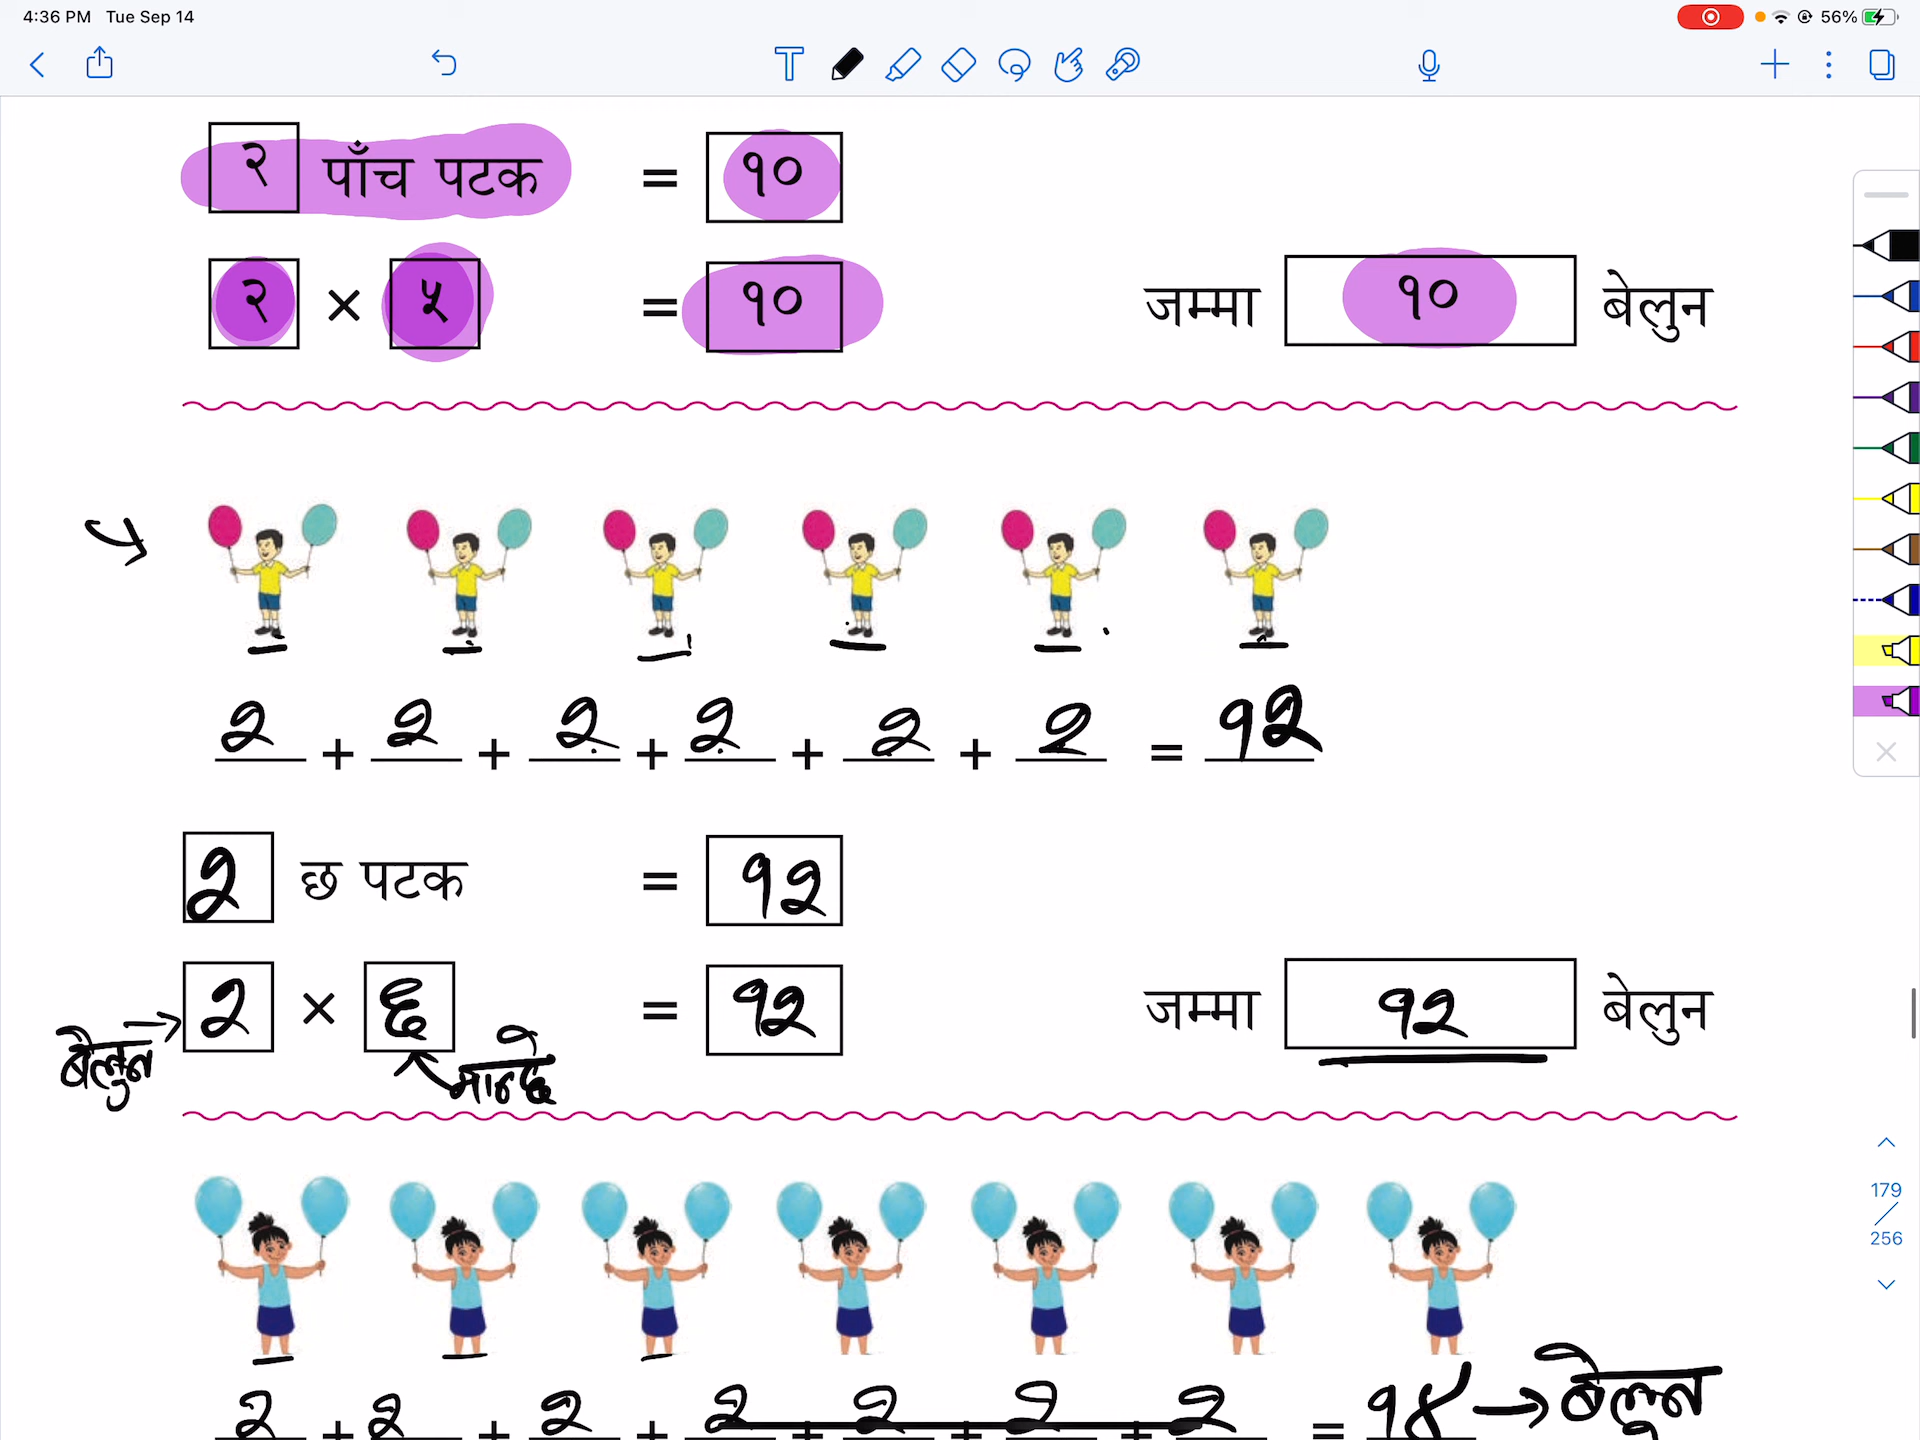 4:36 PM Tue Sep 14 56%
२ पाँच पटक = १०
२ × ५ = १० जम्मा १० बेलुन
२ + २ + २ + २ + २ + २ = १२
२ छ पटक = १२
२ × ६ = १२ जम्मा १२ बेलुन
बेलुन मान्छे
179
256
२ + २ + २ + २ + २ + २ + २ = १४ → बेलुन